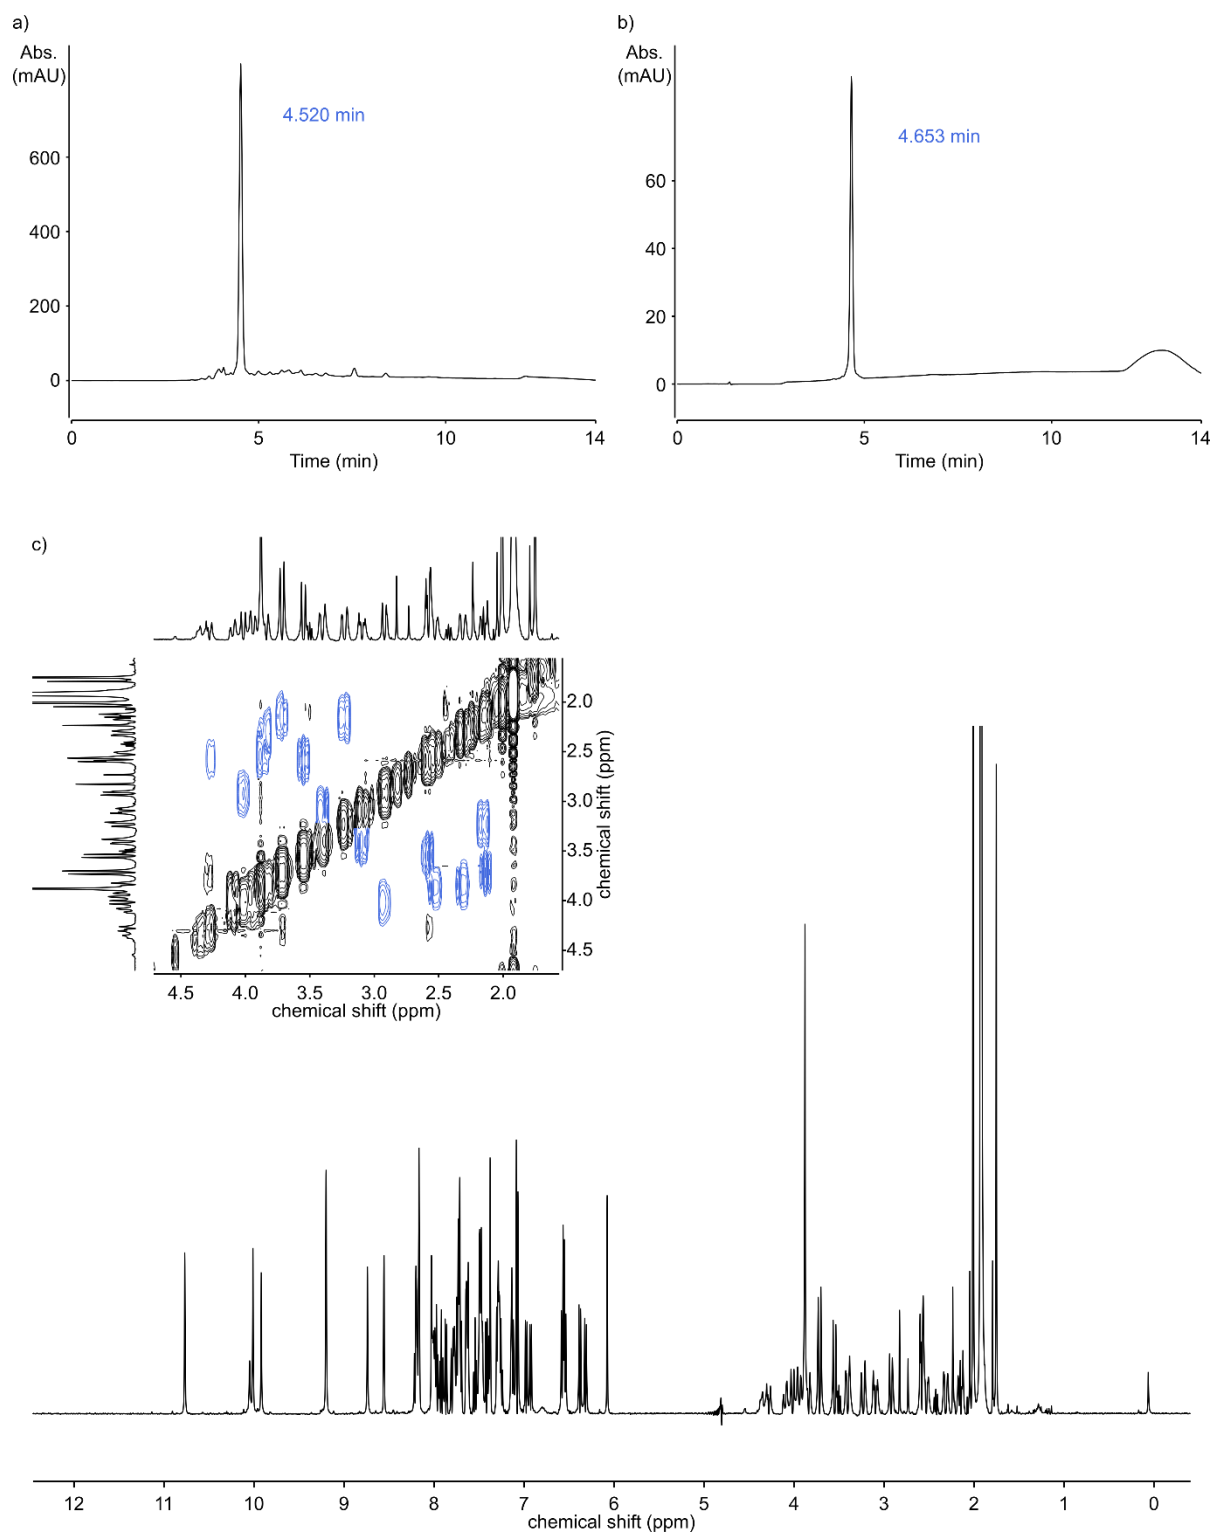 a)
Abs.
(mAU)
4.520 min
600
400
200
0
0 5 10 14
Time (min)
b)
Abs.
(mAU)
4.653 min
60
40
20
0
0 5 10 14
Time (min)
c)
2.0
2.5
3.0
3.5
4.0
4.5
chemical shift (ppm)
4.5 4.0 3.5 3.0 2.5 2.0
chemical shift (ppm)
12 11 10 9 8 7 6 5 4 3 2 1 0
chemical shift (ppm)